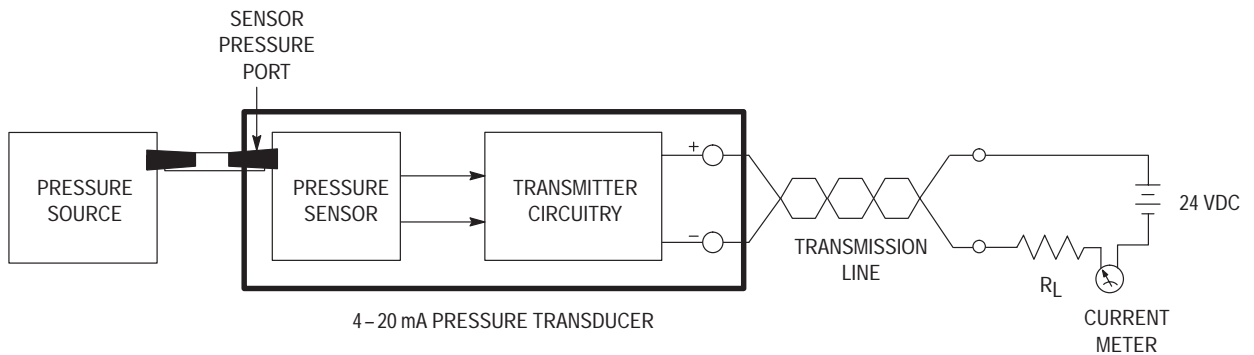 SENSOR
PRESSURE
PORT
PRESSURE
SOURCE
PRESSURE
SENSOR
TRANSMITTER
CIRCUITRY
+
−
TRANSMISSION
LINE
24 VDC
RL
CURRENT
METER
4–20 mA PRESSURE TRANSDUCER